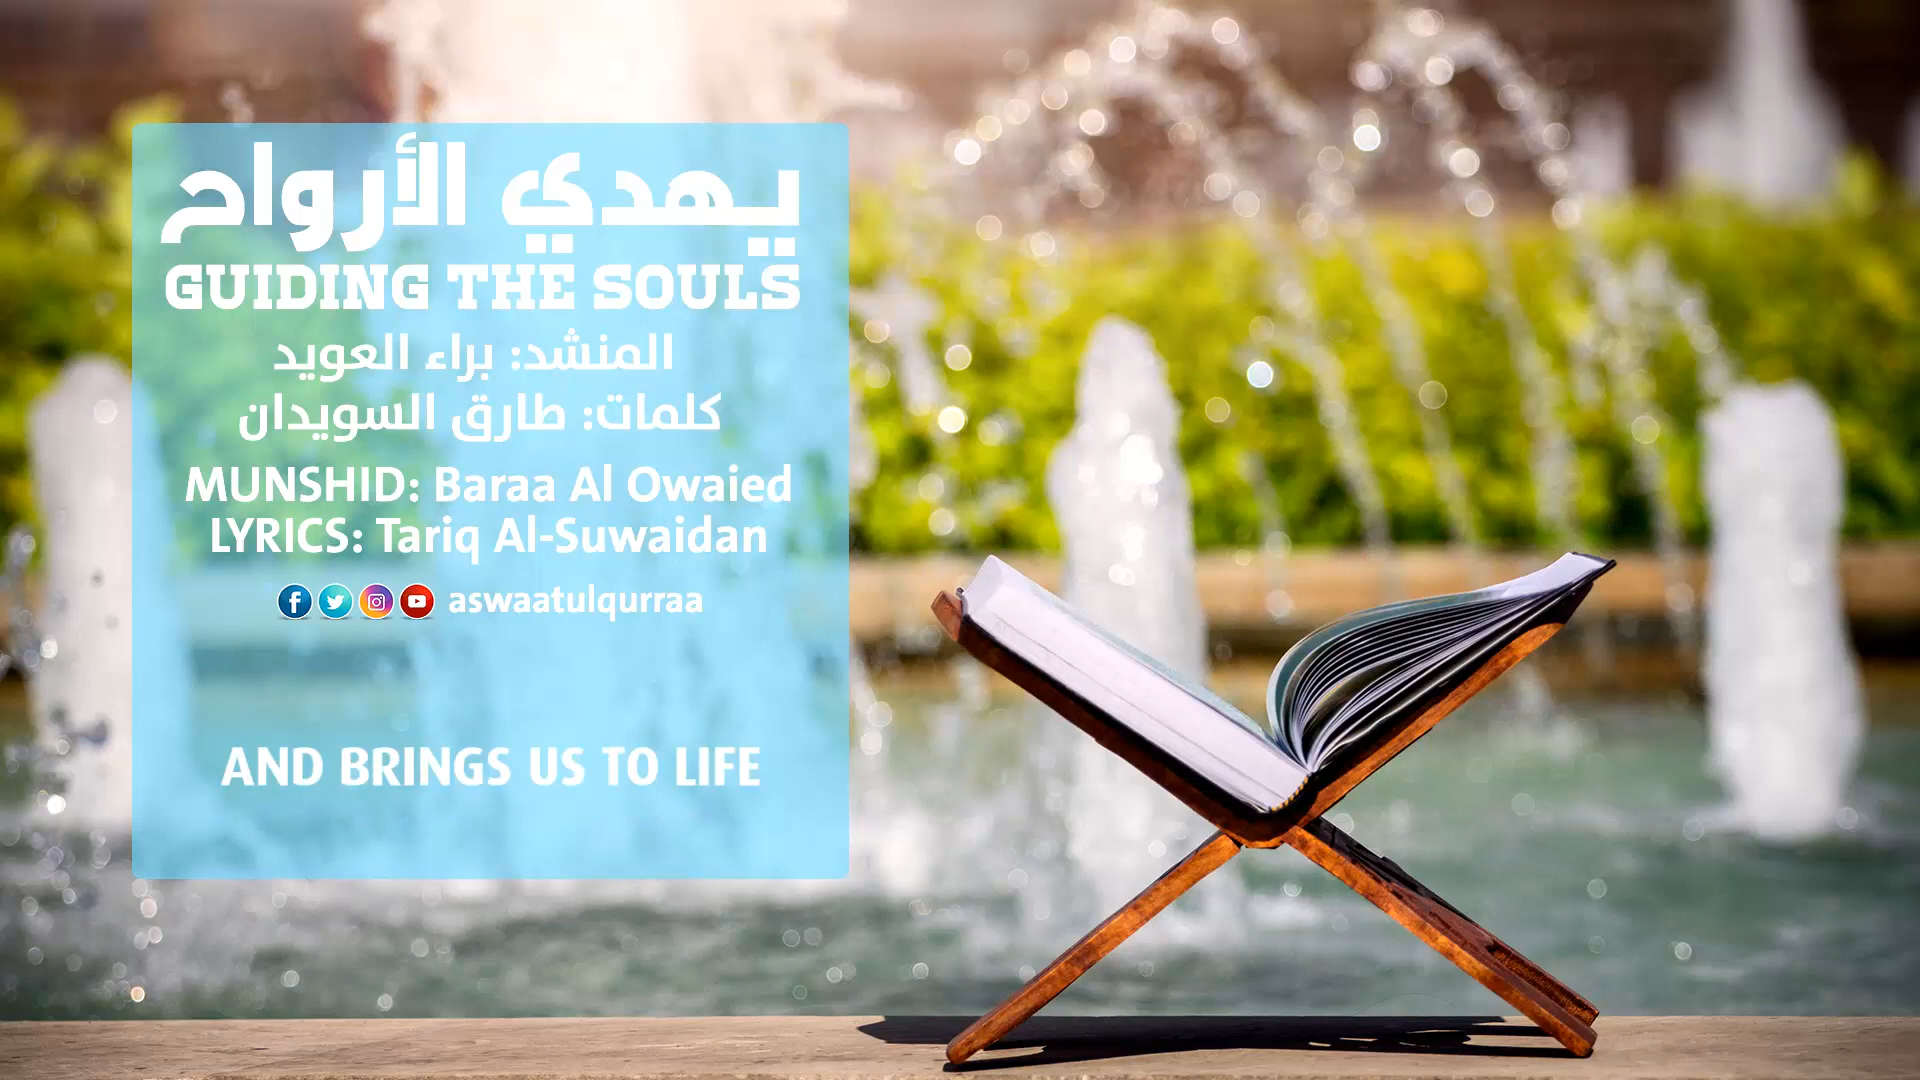 يهدي الأرواح
GUIDING THE SOULS
المنشد: براء العويد
كلمات: طارق السويدان
MUNSHID: Baraa Al Owaied
LYRICS: Tariq Al-Suwaidan
aswaatulqurraa
AND BRINGS US TO LIFE